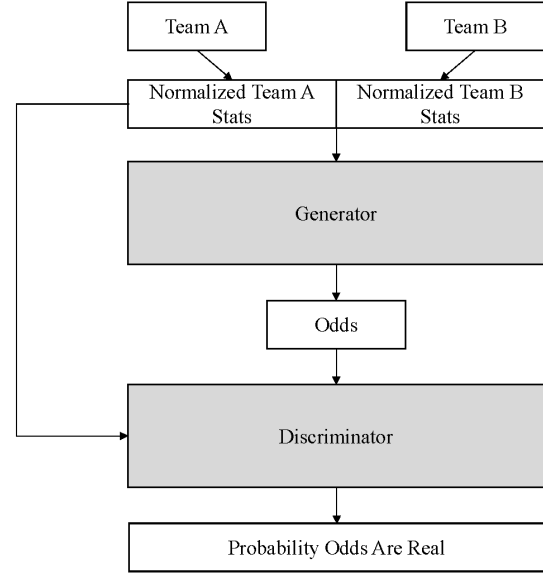 Team A
Team B
Normalized Team A
Stats
Normalized Team B
Stats
Generator
Odds
Discriminator
Probability Odds Are Real